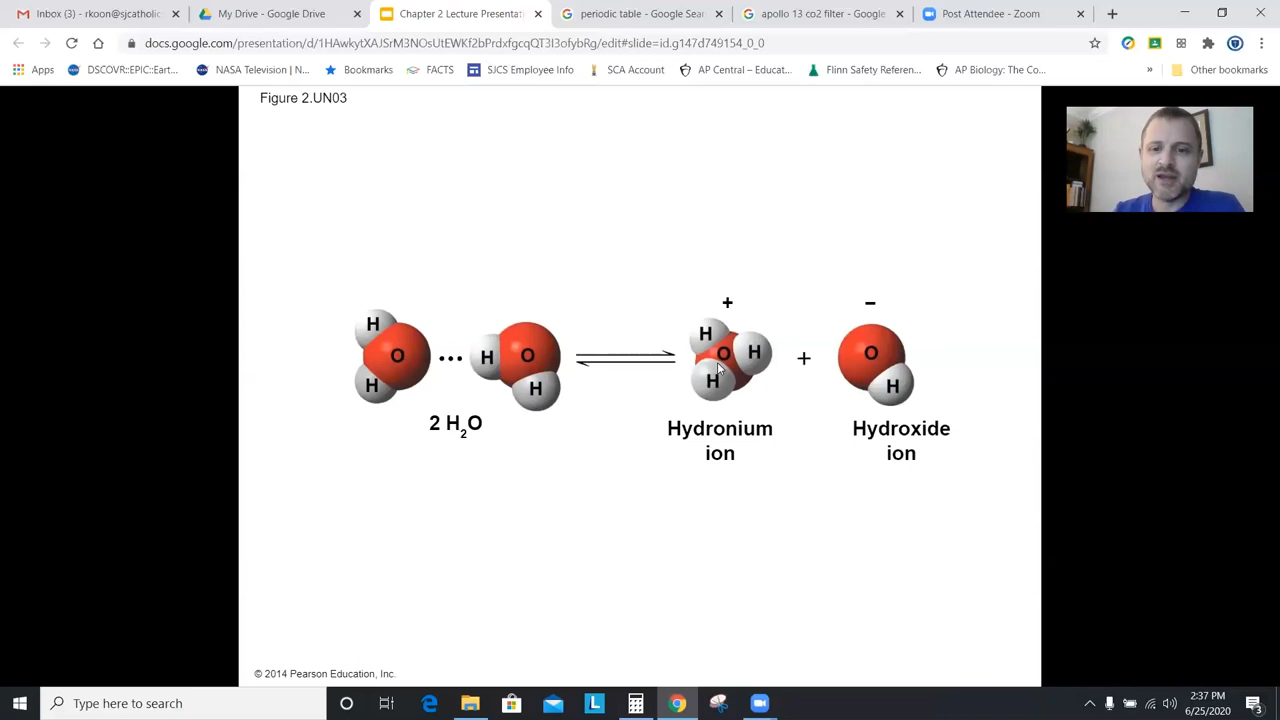 Inbox (3) - rkoon@sjcatholic
My Drive - Google Drive
Chapter 2 Lecture Presentati
periodic table - Google Sear
apollo 13 co2 filter - Google
Post Attendee - Zoom
docs.google.com/presentation/d/1HAwkytXAJSrM3NOsUtEWKf2bPrdxfgcqQT3I3ofybRg/edit#slide=id.g147d749154_0_0
Apps
DSCOVR::EPIC::Eart...
NASA Television | N...
Bookmarks
FACTS
SJCS Employee Info
SCA Account
AP Central – Educat...
Flinn Safety Referen...
AP Biology: The Co...
»
Other bookmarks
Figure 2.UN03
+
−
H
O
H
...
H
O
H
H
O
H
H
+
O
H
2 H2O
Hydronium
ion
Hydroxide
ion
© 2014 Pearson Education, Inc.
Type here to search
2:37 PM
6/25/2020
3